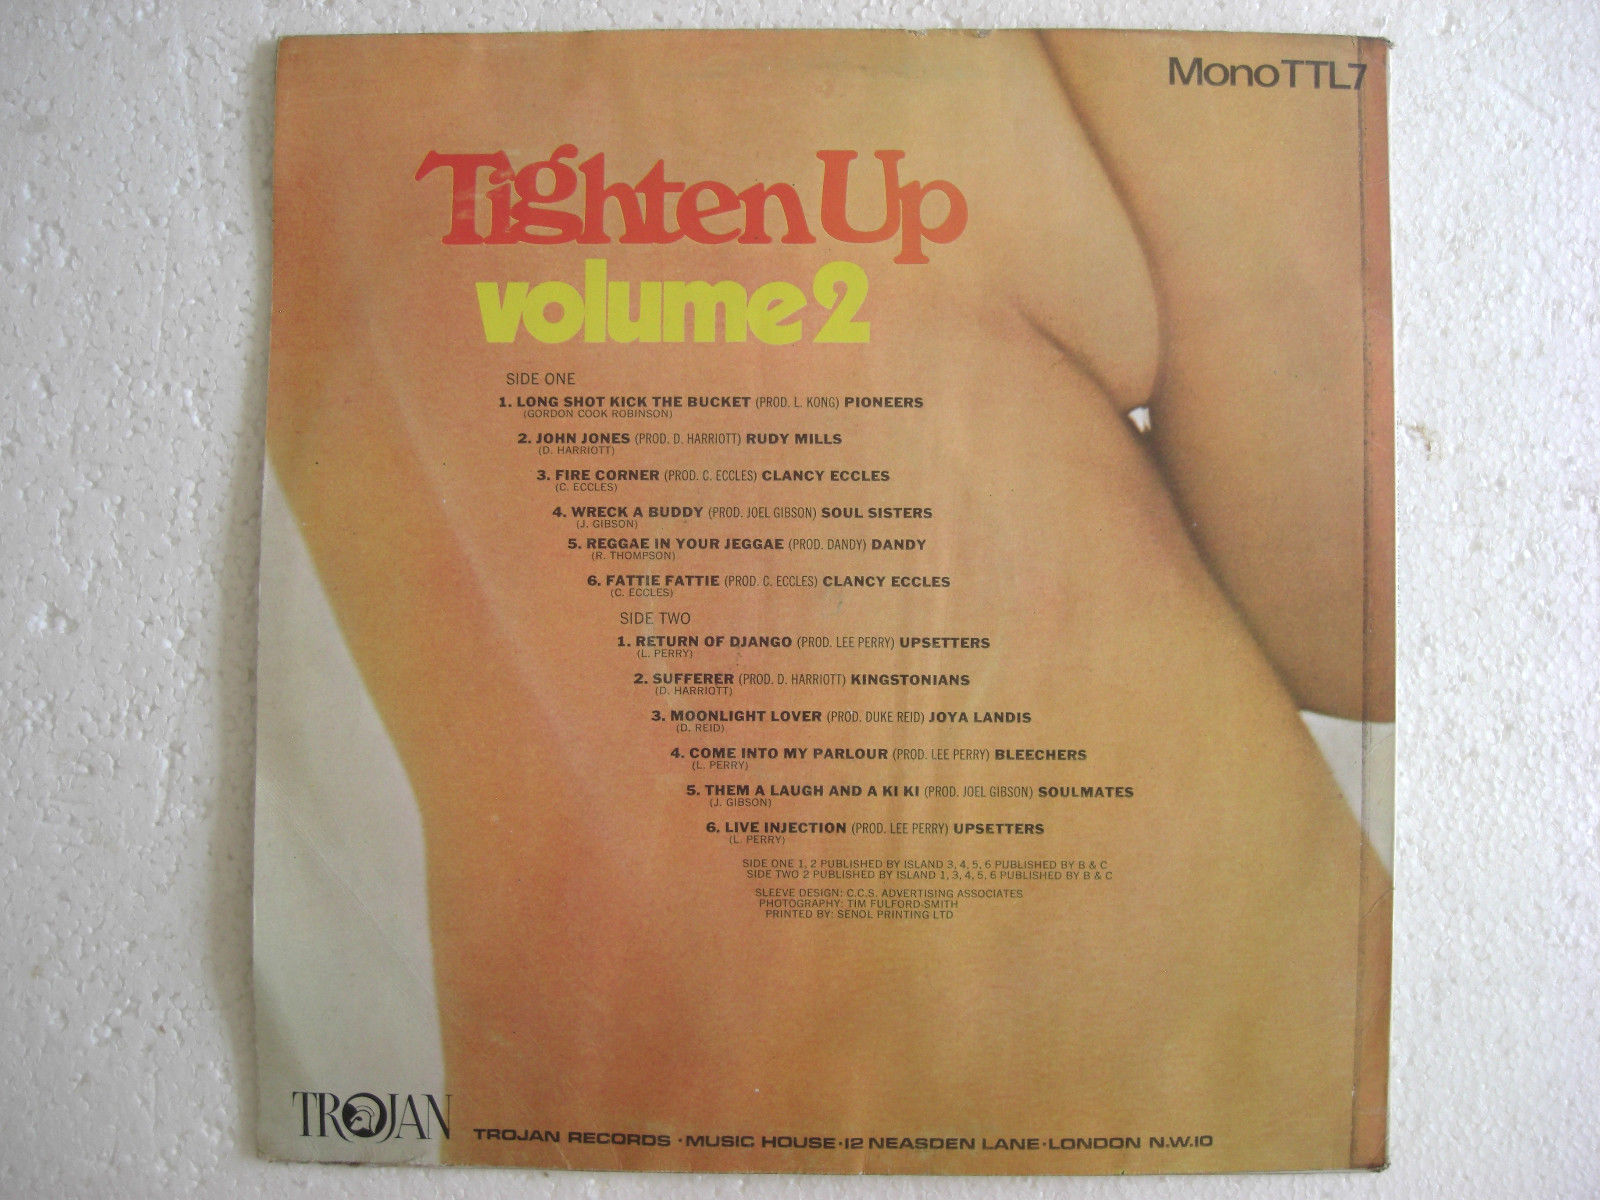 MonoTTL7
Tighten Up
volume 2
SIDE ONE
1. LONG SHOT KICK THE BUCKET (PROD. L. KONG) PIONEERS
(GORDON COOK ROBINSON)
2. JOHN JONES (PROD. D. HARRIOTT) RUDY MILLS
(D. HARRIOTT)
3. FIRE CORNER (PROD. C. ECCLES) CLANCY ECCLES
(C. ECCLES)
4. WRECK A BUDDY (PROD. JOEL GIBSON) SOUL SISTERS
(J. GIBSON)
5. REGGAE IN YOUR JEGGAE (PROD. DANDY) DANDY
(R. THOMPSON)
6. FATTIE FATTIE (PROD. C. ECCLES) CLANCY ECCLES
(C. ECCLES)
SIDE TWO
1. RETURN OF DJANGO (PROD. LEE PERRY) UPSETTERS
(L. PERRY)
2. SUFFERER (PROD. D. HARRIOTT) KINGSTONIANS
(D. HARRIOTT)
3. MOONLIGHT LOVER (PROD. DUKE REID) JOYA LANDIS
(D. REID)
4. COME INTO MY PARLOUR (PROD. LEE PERRY) BLEECHERS
(L. PERRY)
5. THEM A LAUGH AND A KI KI (PROD. JOEL GIBSON) SOULMATES
(J. GIBSON)
6. LIVE INJECTION (PROD. LEE PERRY) UPSETTERS
(L. PERRY)
SIDE ONE 1, 2 PUBLISHED BY ISLAND 3, 4, 5, 6 PUBLISHED BY B & C
SIDE TWO 2 PUBLISHED BY ISLAND 1, 3, 4, 5, 6 PUBLISHED BY B & C
SLEEVE DESIGN: C.C.S. ADVERTISING ASSOCIATES
PHOTOGRAPHY: TIM FULFORD-SMITH
PRINTED BY: SENOL PRINTING LTD
TROJAN
TROJAN RECORDS · MUSIC HOUSE · 12 NEASDEN LANE · LONDON N.W.10